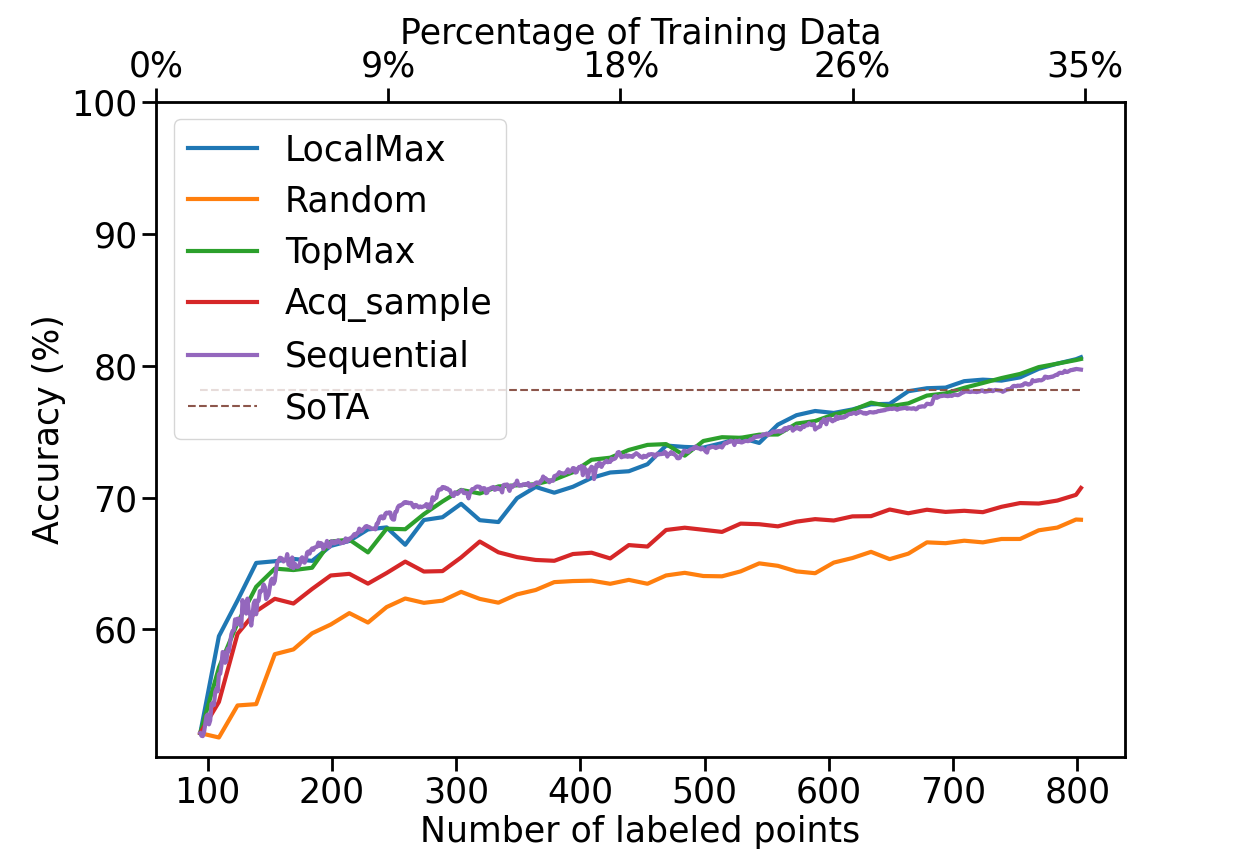 Percentage of Training Data
0% 9% 18% 26% 35%
100
90
80
70
60
Accuracy (%)
LocalMax
Random
TopMax
Acq_sample
Sequential
SoTA
100 200 300 400 500 600 700 800
Number of labeled points